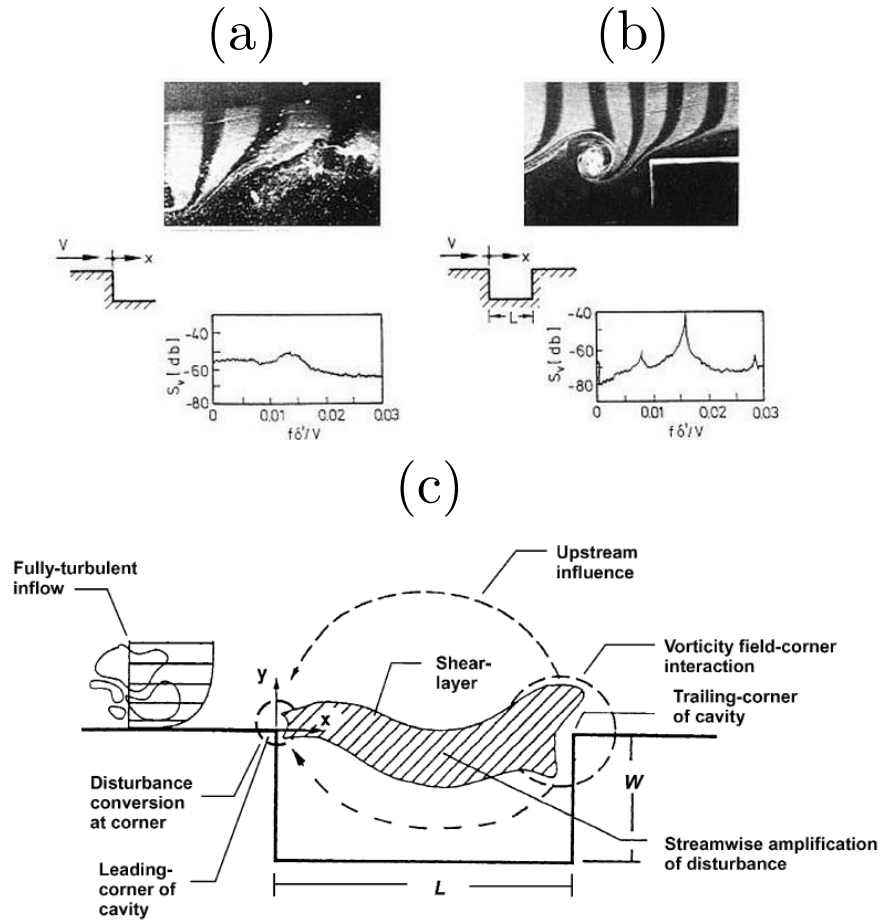 (a)
(b)
V
x
V
x
L
Sv [ db ]
-40
-60
-80
0
0.01
0.02
0.03
fδ'/V
Sv [ db ]
-40
-60
-80
0
0.01
0.02
0.03
fδ'/V
(c)
Fully-turbulent
inflow
Upstream
influence
Shear-
layer
Vorticity field-corner
interaction
Trailing-corner
of cavity
y
x
Disturbance
conversion
at corner
Leading-
corner of
cavity
W
Streamwise amplification
of disturbance
L